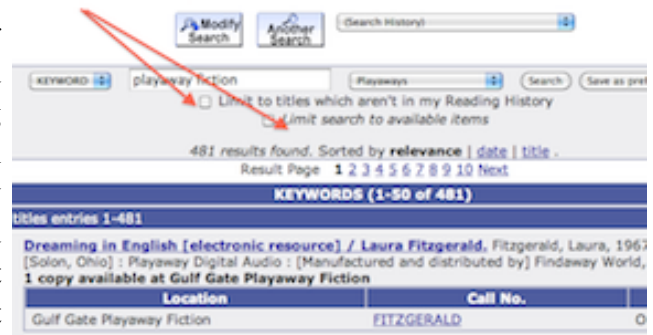 Modify Search
Another Search
(Search History)
KEYWORD playaway fiction Playaways Search Save as pref
Limit to titles which aren't in my Reading History
Limit search to available items
481 results found. Sorted by relevance | date | title .
Result Page 1 2 3 4 5 6 7 8 9 10 Next
KEYWORDS (1-50 of 481)
titles entries 1-481
Dreaming in English [electronic resource] / Laura Fitzgerald, Fitzgerald, Laura, 1967
[Solon, Ohio] : Playaway Digital Audio : [Manufactured and distributed by] Findaway World,
1 copy available at Gulf Gate Playaway Fiction
Location Call No.
Gulf Gate Playaway Fiction FITZGERALD O